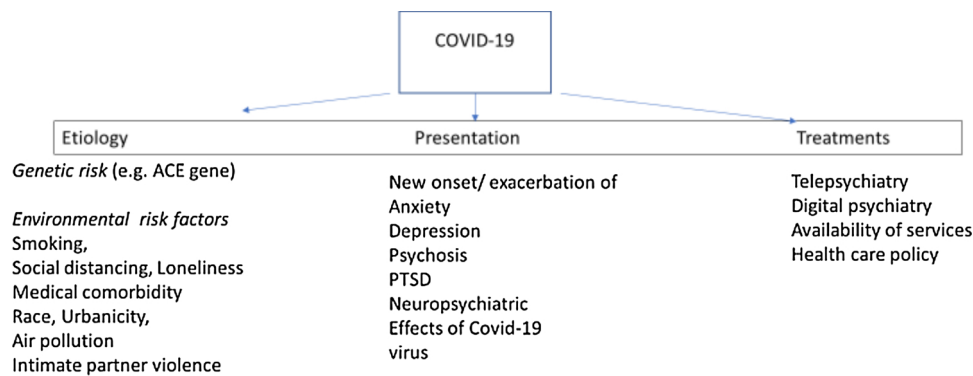 COVID-19
Etiology
Presentation
Treatments
Genetic risk (e.g. ACE gene)
Environmental risk factors
Smoking,
Social distancing, Loneliness
Medical comorbidity
Race, Urbanicity,
Air pollution
Intimate partner violence
New onset/ exacerbation of
Anxiety
Depression
Psychosis
PTSD
Neuropsychiatric
Effects of Covid-19
virus
Telepsychiatry
Digital psychiatry
Availability of services
Health care policy